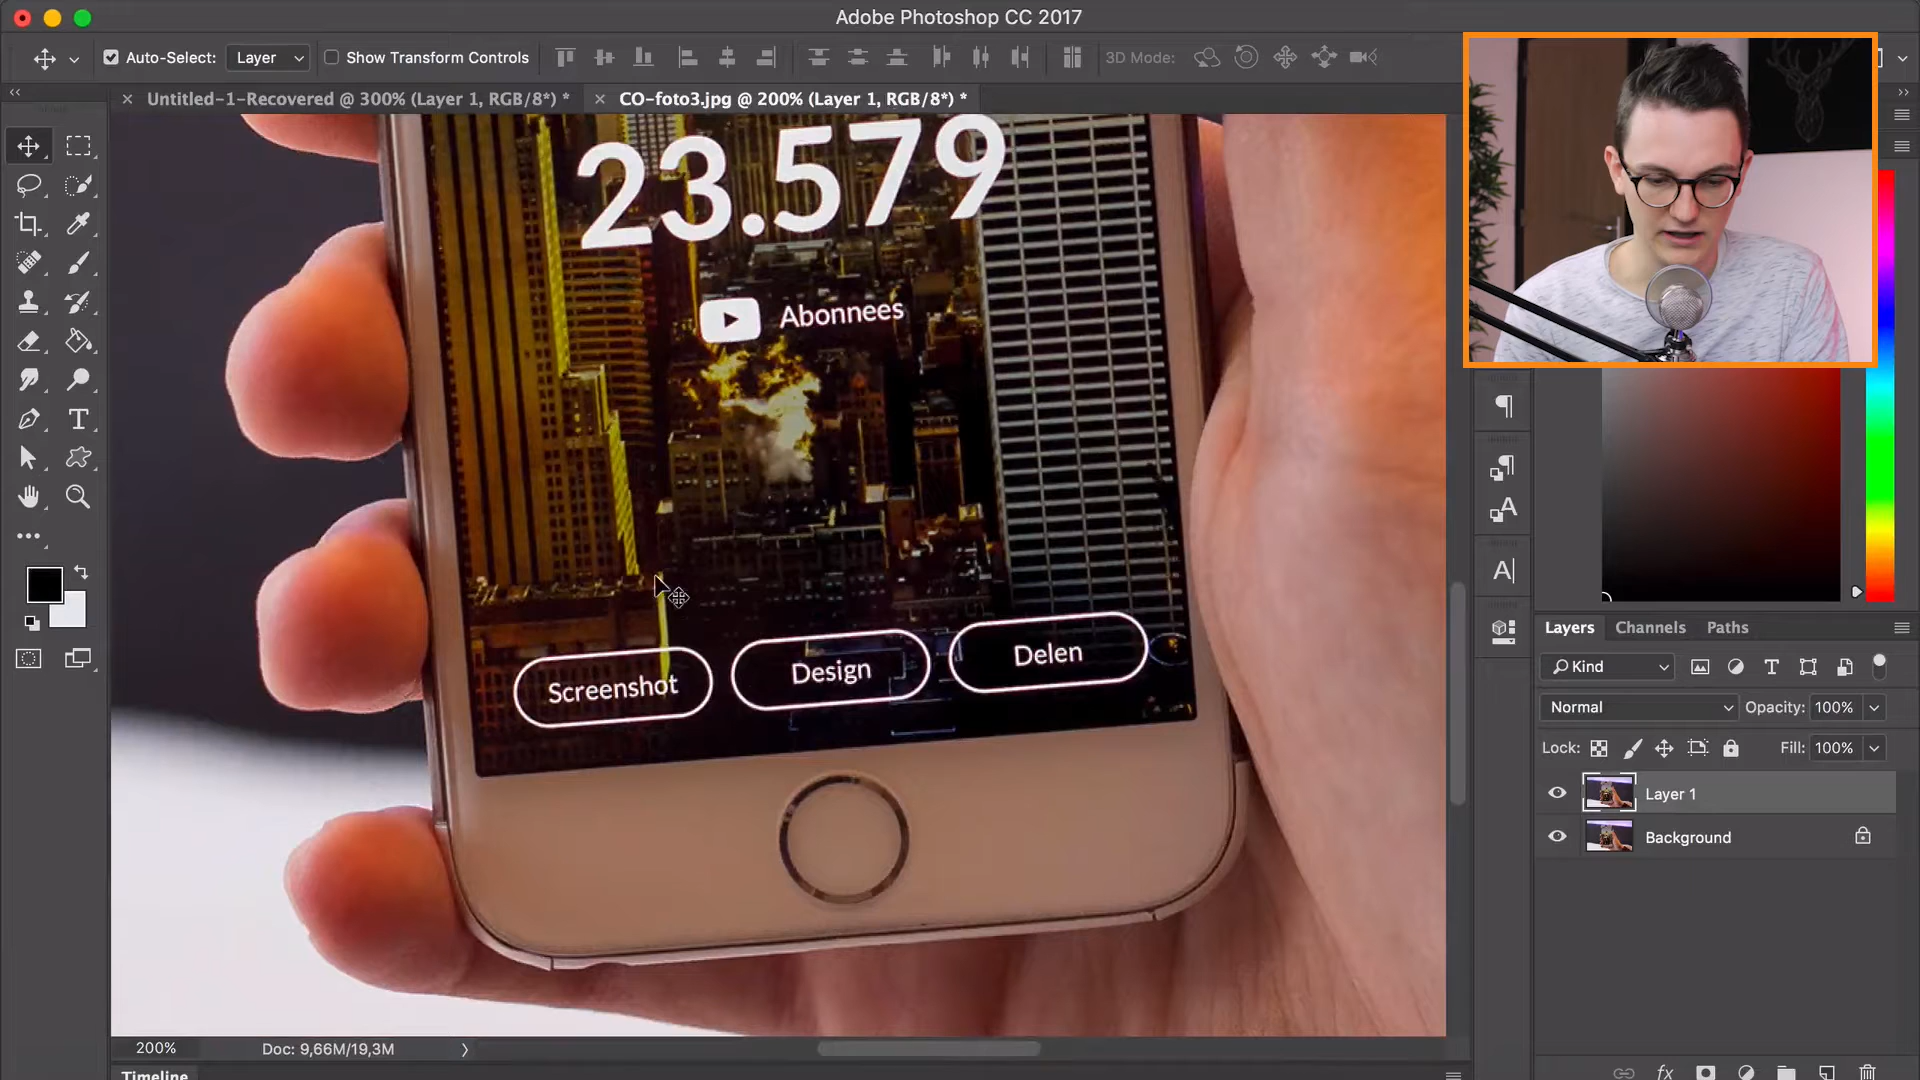 Adobe Photoshop CC 2017
Auto-Select: Layer Show Transform Controls 3D Mode:
Untitled-1-Recovered @ 300% (Layer 1, RGB/8*) * CO-foto3.jpg @ 200% (Layer 1, RGB/8*) *
23.579
Abonnees
Screenshot Design Delen
Layers Channels Paths
Kind
Normal Opacity: 100%
Lock: Fill: 100%
Layer 1
Background
200% Doc: 9,66M/19,3M
Timeline